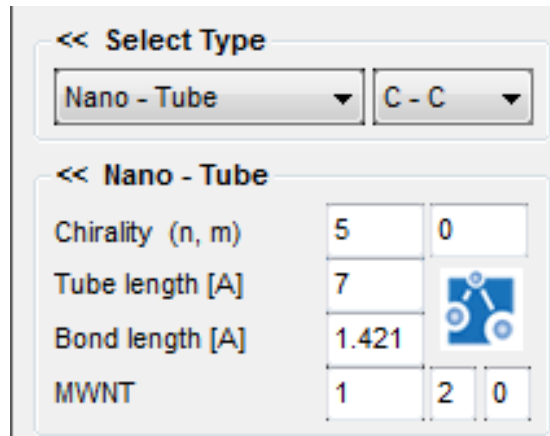 << Select Type
Nano - Tube C - C
<< Nano - Tube
Chirality (n, m) 5 0
Tube length [A] 7
Bond length [A] 1.421
MWNT 1 2 0